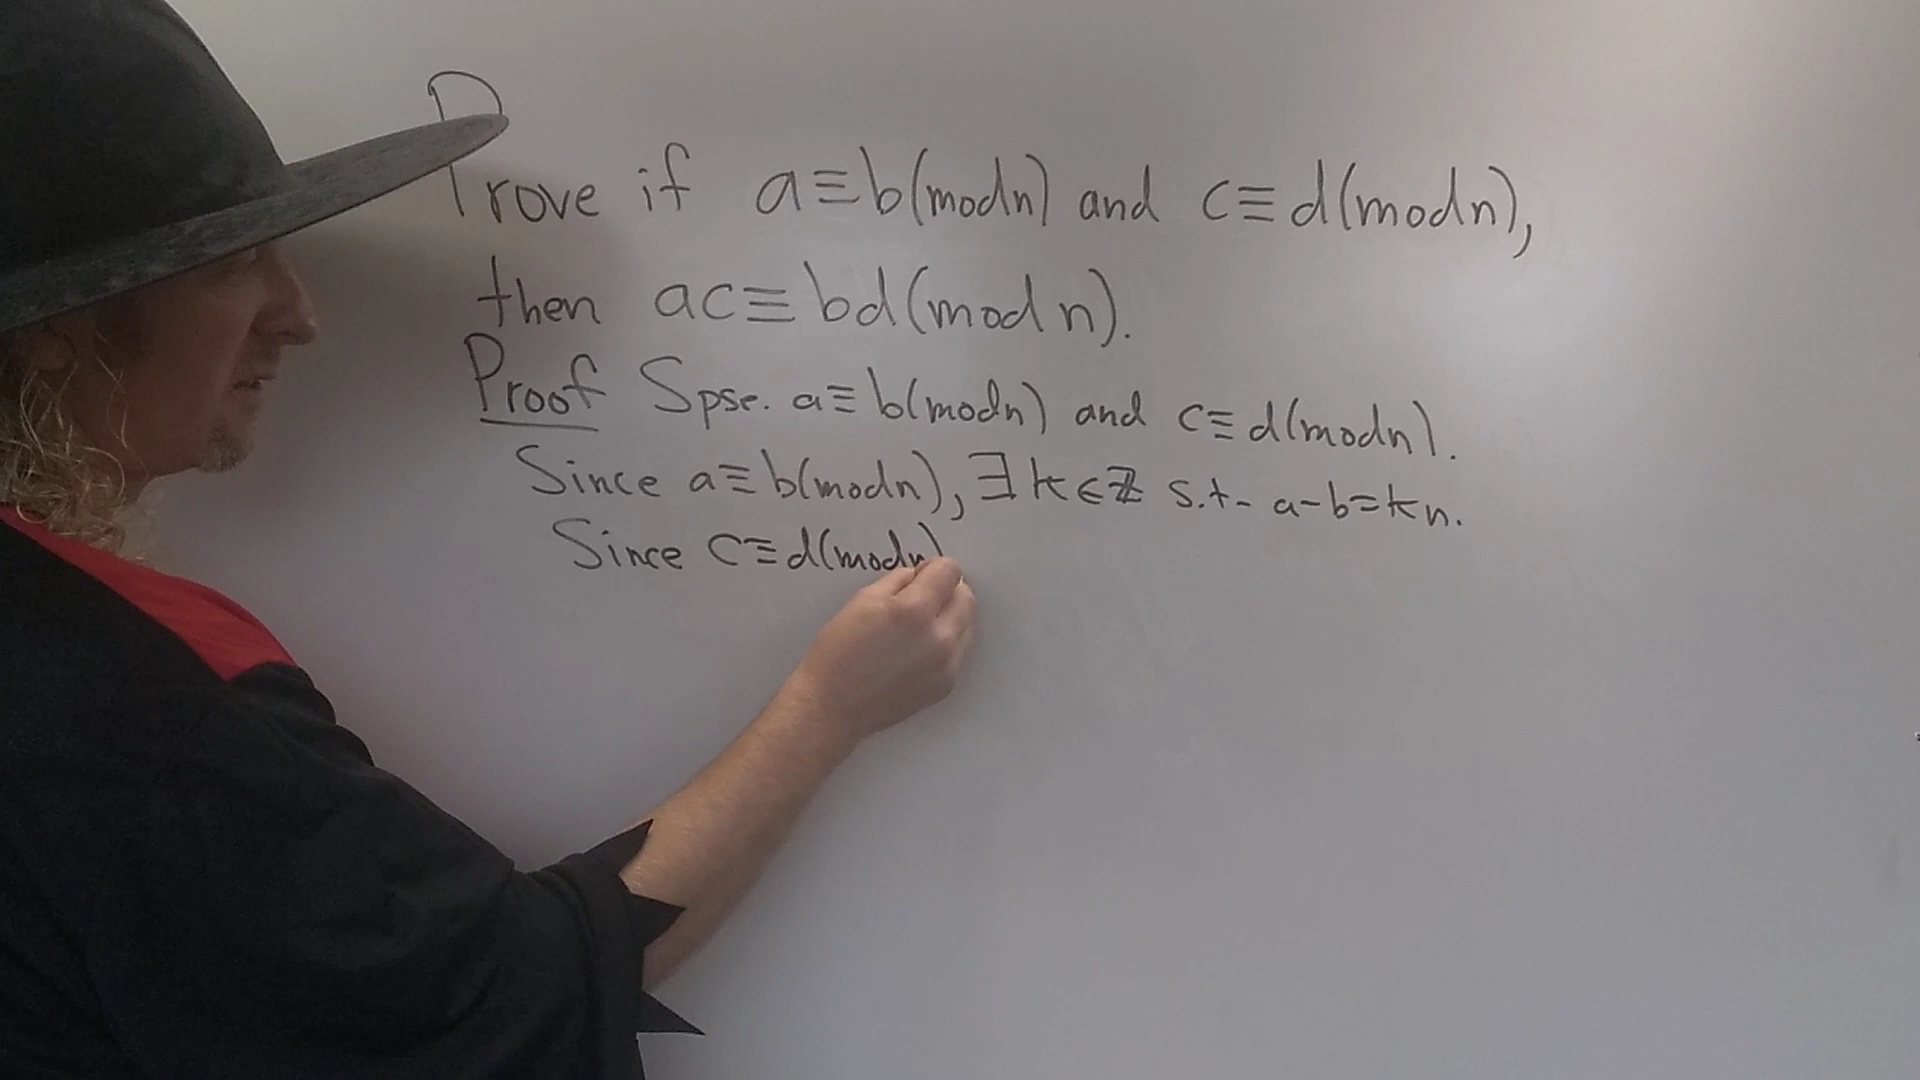 Prove if a≡b(modn) and c≡d(modn),
then ac≡bd(mod n).
Proof Spse. a≡b(modn) and c≡d(modn).
Since a≡b(modn), ∃ k∈ℤ s.t. a-b=kn.
Since c≡d(modn)